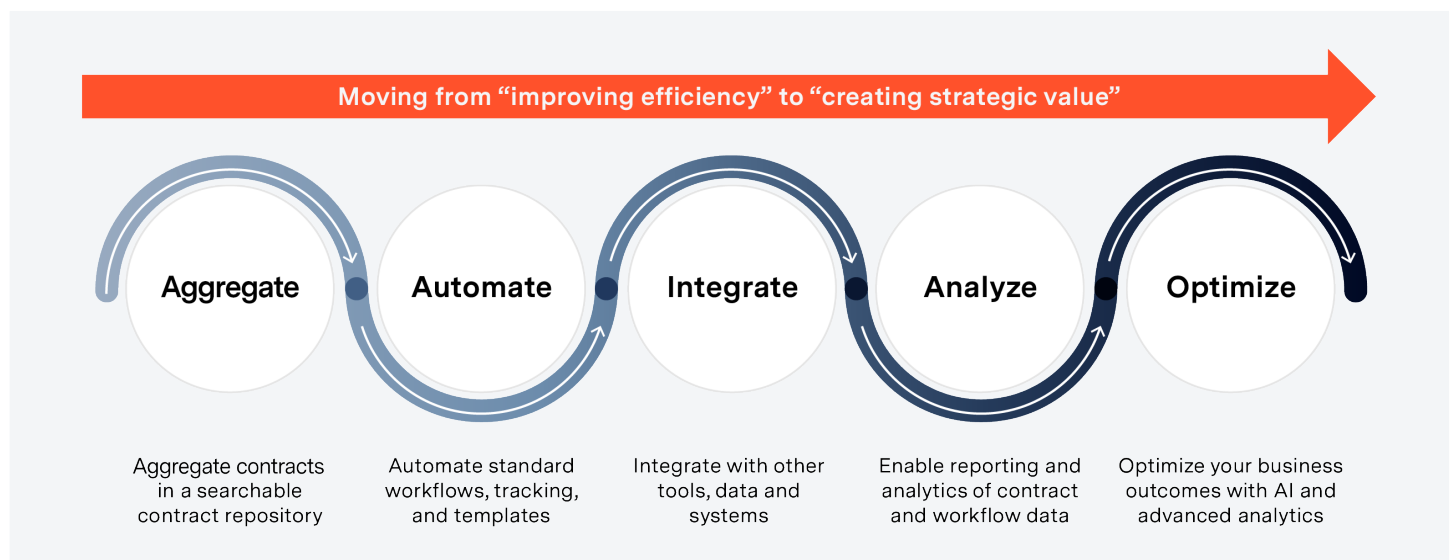 Moving from “improving efficiency” to “creating strategic value”
Aggregate
Automate
Integrate
Analyze
Optimize
Aggregate contracts
in a searchable
contract repository
Automate standard
workflows, tracking,
and templates
Integrate with other
tools, data and
systems
Enable reporting and
analytics of contract
and workflow data
Optimize your business
outcomes with AI and
advanced analytics